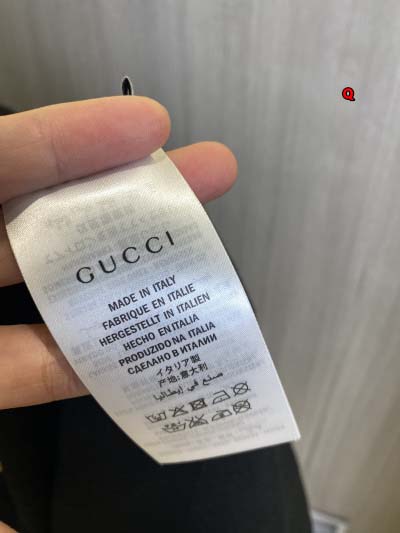 Q
GUCCI
MADE IN ITALY
FABRIQUE EN ITALIE
HERGESTELLT IN ITALIEN
HECHO EN ITALIA
PRODUZIDO NA ITALIA
СДЕЛАНО В ИТАЛИИ
イタリア製
产地:意大利
صنع في إيطاليا